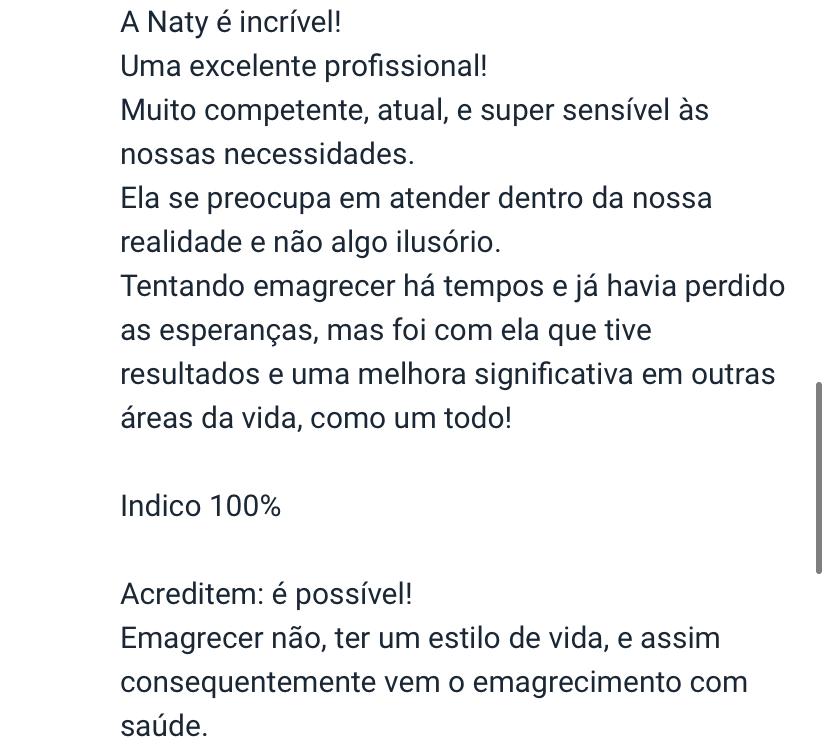 A Naty é incrível!
Uma excelente profissional!
Muito competente, atual, e super sensível às
nossas necessidades.
Ela se preocupa em atender dentro da nossa
realidade e não algo ilusório.
Tentando emagrecer há tempos e já havia perdido
as esperanças, mas foi com ela que tive
resultados e uma melhora significativa em outras
áreas da vida, como um todo!

Indico 100%

Acreditem: é possível!
Emagrecer não, ter um estilo de vida, e assim
consequentemente vem o emagrecimento com
saúde.